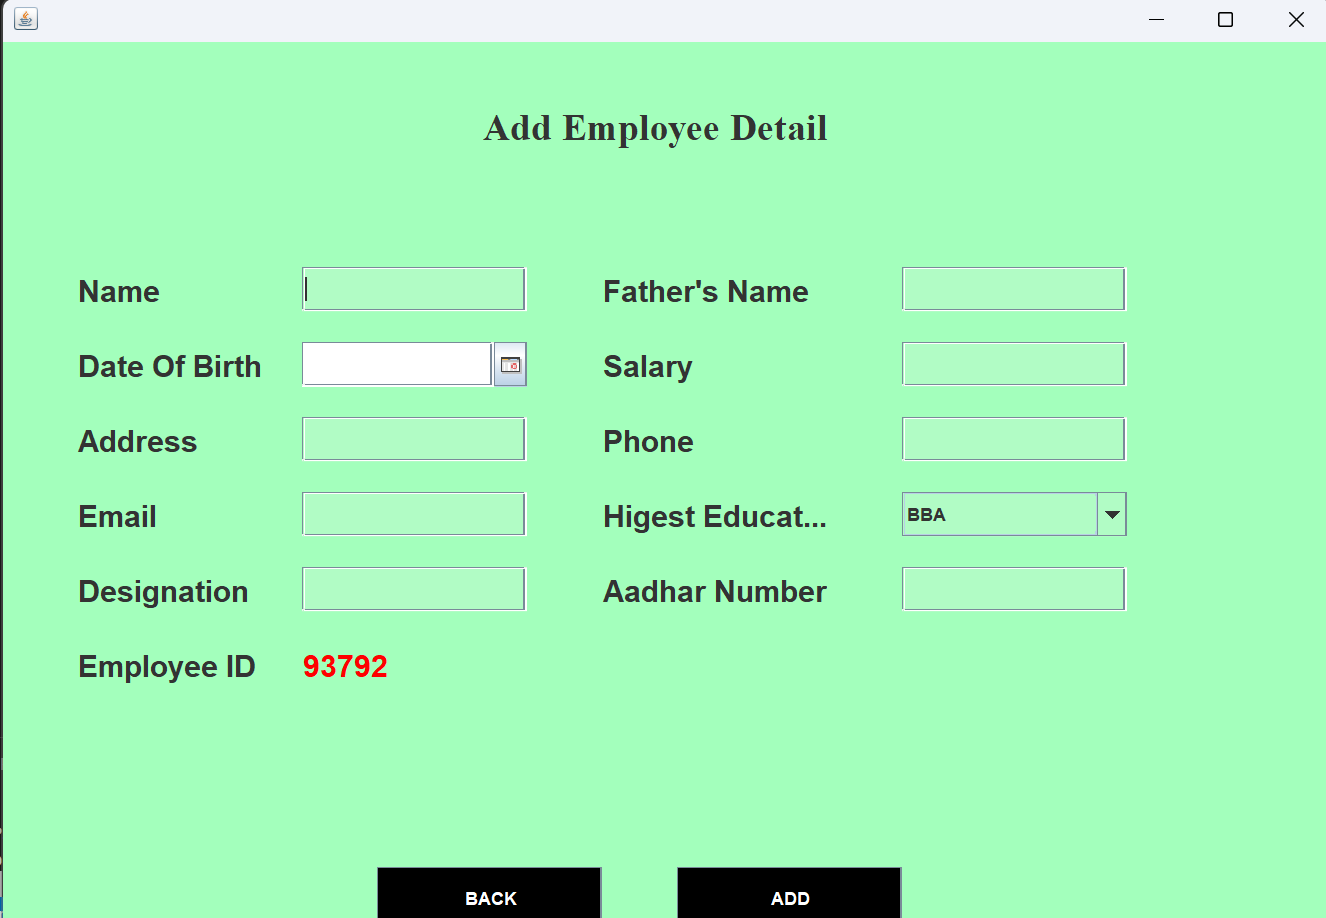 Add Employee Detail
Name
Father's Name
Date Of Birth
Salary
Address
Phone
Email
Higest Educat...
BBA
Designation
Aadhar Number
Employee ID
93792
BACK
ADD